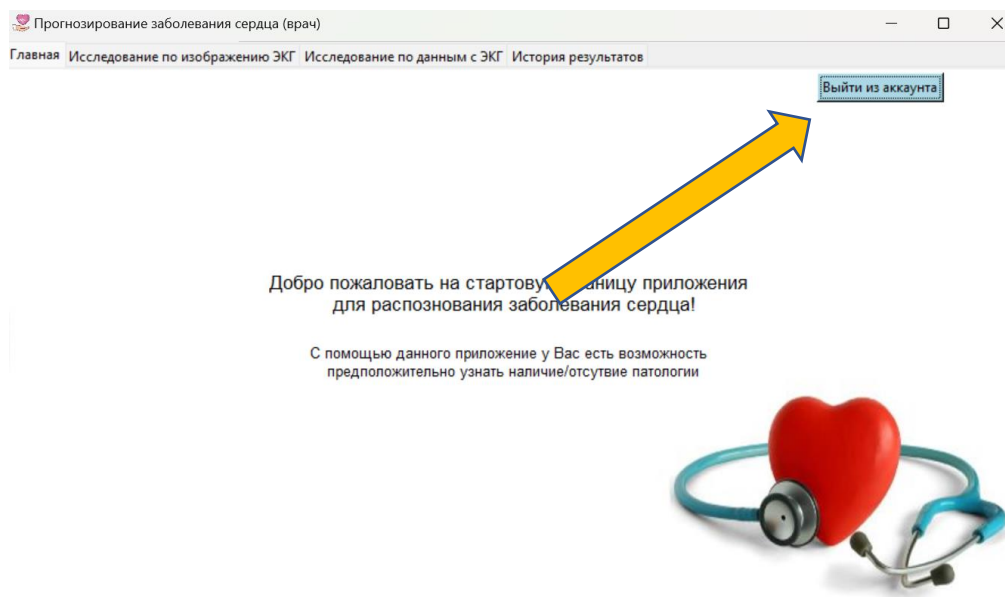 Прогнозирование заболевания сердца (врач)
Главная Исследование по изображению ЭКГ Исследование по данным с ЭКГ История результатов
Выйти из аккаунта
Добро пожаловать на стартовую приложения
для распознования заболевания сердца!
С помощью данного приложение у Вас есть возможность
предположительно узнать наличие/отсутвие патологии